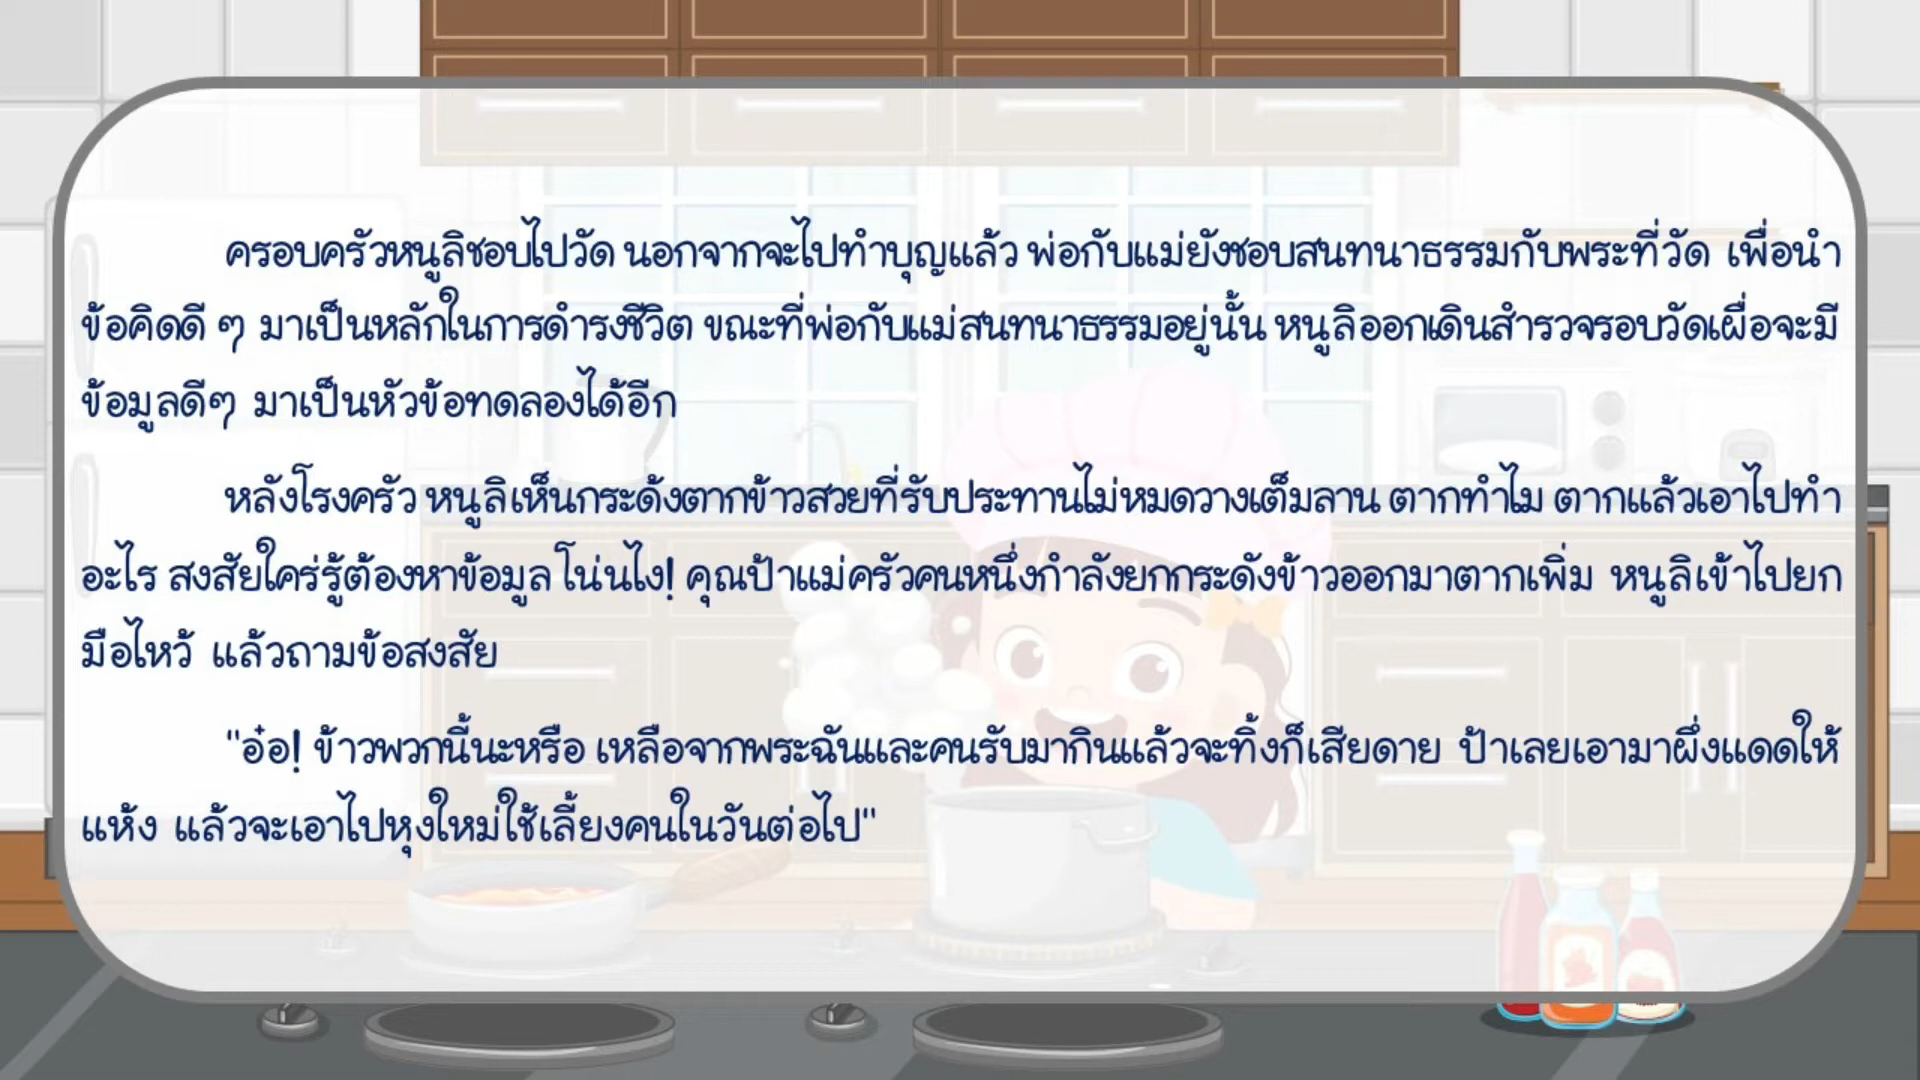 ครอบครัวหนูลิชอบไปวัด นอกจากจะไปทำบุญแล้ว พ่อกับแม่ยังชอบสนทนาธรรมกับพระที่วัด เพื่อนำ
ข้อคิดดี ๆ มาเป็นหลักในการดำรงชีวิต ขณะที่พ่อกับแม่สนทนาธรรมอยู่นั้น หนูลิออกเดินสำรวจรอบวัดเผื่อจะมี
ข้อมูลดีๆ มาเป็นหัวข้อทดลองได้อีก
หลังโรงครัว หนูลิเห็นกระด้งตากข้าวสวยที่รับประทานไม่หมดวางเต็มลาน ตากทำไม ตากแล้วเอาไปทำ
อะไร สงสัยใคร่รู้ต้องหาข้อมูล โน่นไง! คุณป้าแม่ครัวคนหนึ่งกำลังยกกระดังข้าวออกมาตากเพิ่ม หนูลิเข้าไปยก
มือไหว้ แล้วถามข้อสงสัย
"อ๋อ! ข้าวพวกนี้นะหรือ เหลือจากพระฉันและคนรับมากินแล้วจะทิ้งก็เสียดาย ป้าเลยเอามาผึ่งแดดให้
แห้ง แล้วจะเอาไปหุงใหม่ใช้เลี้ยงคนในวันต่อไป"